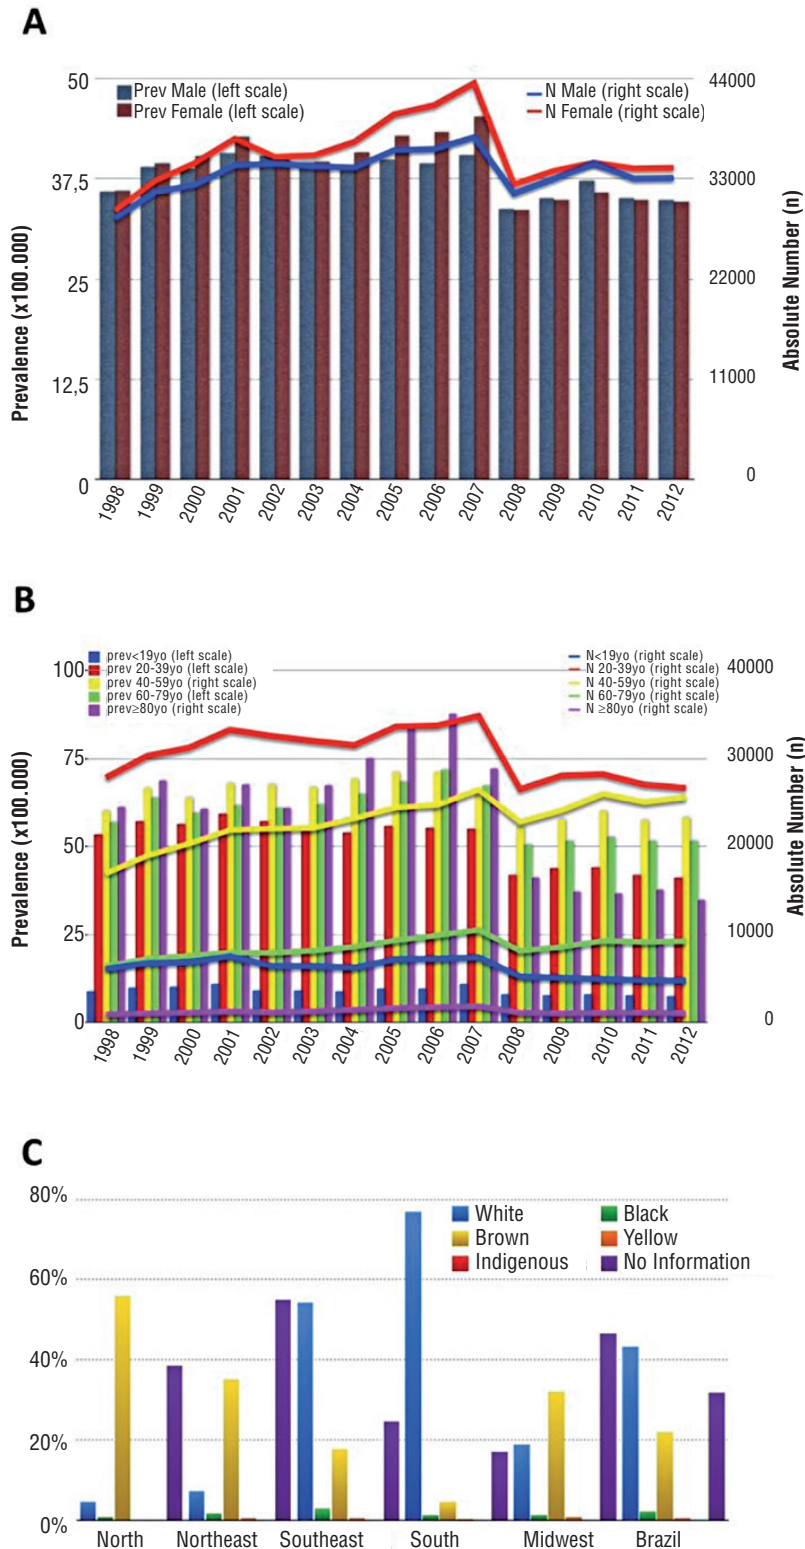 A
50
37,5
25
12,5
0
Prev Male (left scale)
Prev Female (left scale)
N Male (right scale)
N Female (right scale)
44000
33000
22000
11000
0
Prevalence (x100.000)
Absolute Number (n)
1998 1999 2000 2001 2002 2003 2004 2005 2006 2007 2008 2009 2010 2011 2012
B
100
75
50
25
0
prev<19yo (left scale)
prev 20-39yo (left scale)
prev 40-59yo (right scale)
prev 60-79yo (left scale)
prev≥80yo (right scale)
N<19yo (right scale)
N 20-39yo (right scale)
N 40-59yo (right scale)
N 60-79yo (right scale)
N ≥80yo (right scale)
40000
30000
20000
10000
0
Prevalence (x100.000)
Absolute Number (n)
1998 1999 2000 2001 2002 2003 2004 2005 2006 2007 2008 2009 2010 2011 2012
C
80%
60%
40%
20%
0%
White
Brown
Indigenous
Black
Yellow
No Information
North Northeast Southeast South Midwest Brazil